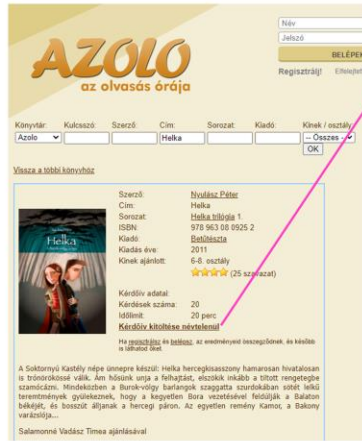 Név
Jelszó
BELÉPEK
Regisztrálj! Elfelejtet
AZOLO
az olvasás órája
Könyvtár: Kulcsszó: Szerző: Cím: Sorozat: Kiadó: Kinek / osztály
Azolo Helka -- Összes --
OK
Vissza a többi könyvhöz
Szerző: Nyulász Péter
Cím: Helka
Sorozat: Helka trilógia 1.
ISBN 978 963 08 0925 2
Kiadó: Betűtészta
Kiadás éve: 2011
Kinek ajánlott: 6-8. osztály
(25 szavazat)
Helka
Kérdőív adatai:
Kérdések száma: 20
Időlimit: 20 perc
Kérdőív kitöltése névtelenül
Ha regisztrálsz és belépsz, az eredményeid összegződnek, és később is láthatod őket.
A Soktornyú Kastély népe ünnepre készül: Helka hercegkisasszony hamarosan hivatalosan
is trónörökössé válik. Ám hősünk unja a felhajtást, elszökik inkább a tiltott rengetegbe
szamócázni. Mindeközben a Burok-völgy barlangok szaggatta szurdokában sötét lelkű
teremtmények gyülekeznek, hogy a kegyetlen Bora vezetésével feldúlják a Balaton
békéjét, és bosszút álljanak a hercegi páron. Az egyetlen remény Kamor, a Bakony
varázslója...
Salamonné Vadász Tímea ajánlásával